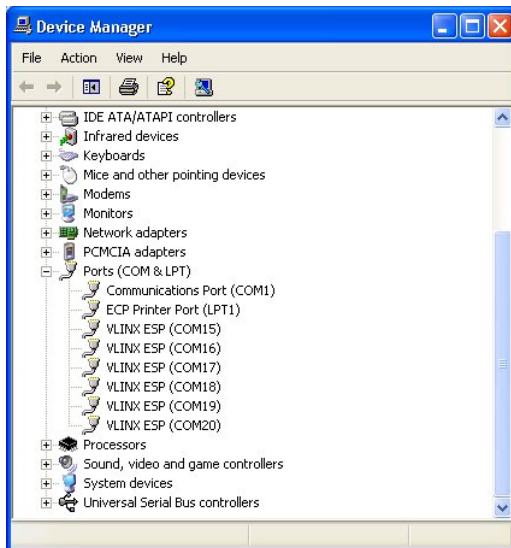 Device Manager
File Action View Help
IDE ATA/ATAPI controllers
Infrared devices
Keyboards
Mice and other pointing devices
Modems
Monitors
Network adapters
PCMCIA adapters
Ports (COM & LPT)
Communications Port (COM1)
ECP Printer Port (LPT1)
VLINX ESP (COM15)
VLINX ESP (COM16)
VLINX ESP (COM17)
VLINX ESP (COM18)
VLINX ESP (COM19)
VLINX ESP (COM20)
Processors
Sound, video and game controllers
System devices
Universal Serial Bus controllers